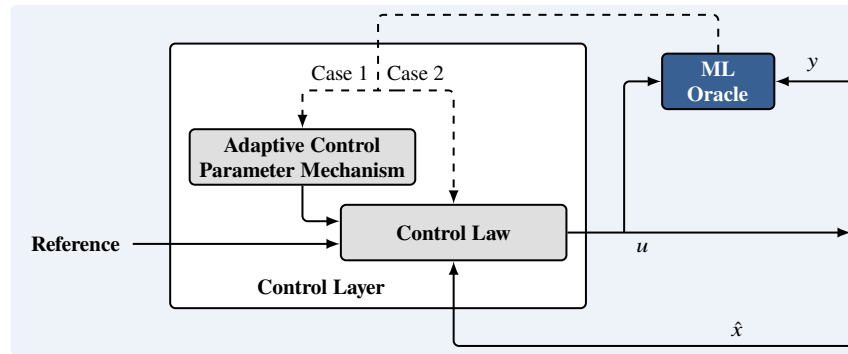 Case 1
Case 2
ML
Oracle
y
Adaptive Control
Parameter Mechanism
Control Law
Reference
u
Control Layer
x̂